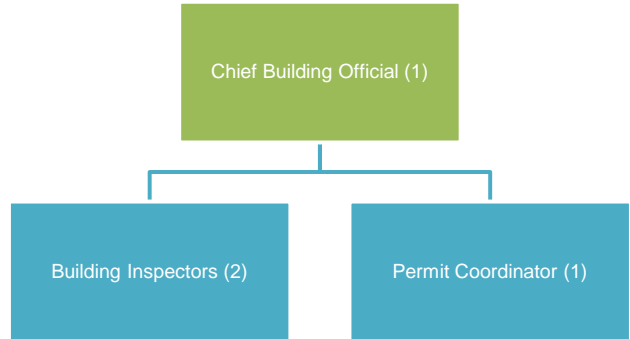 Chief Building Official (1)
Building Inspectors (2)
Permit Coordinator (1)